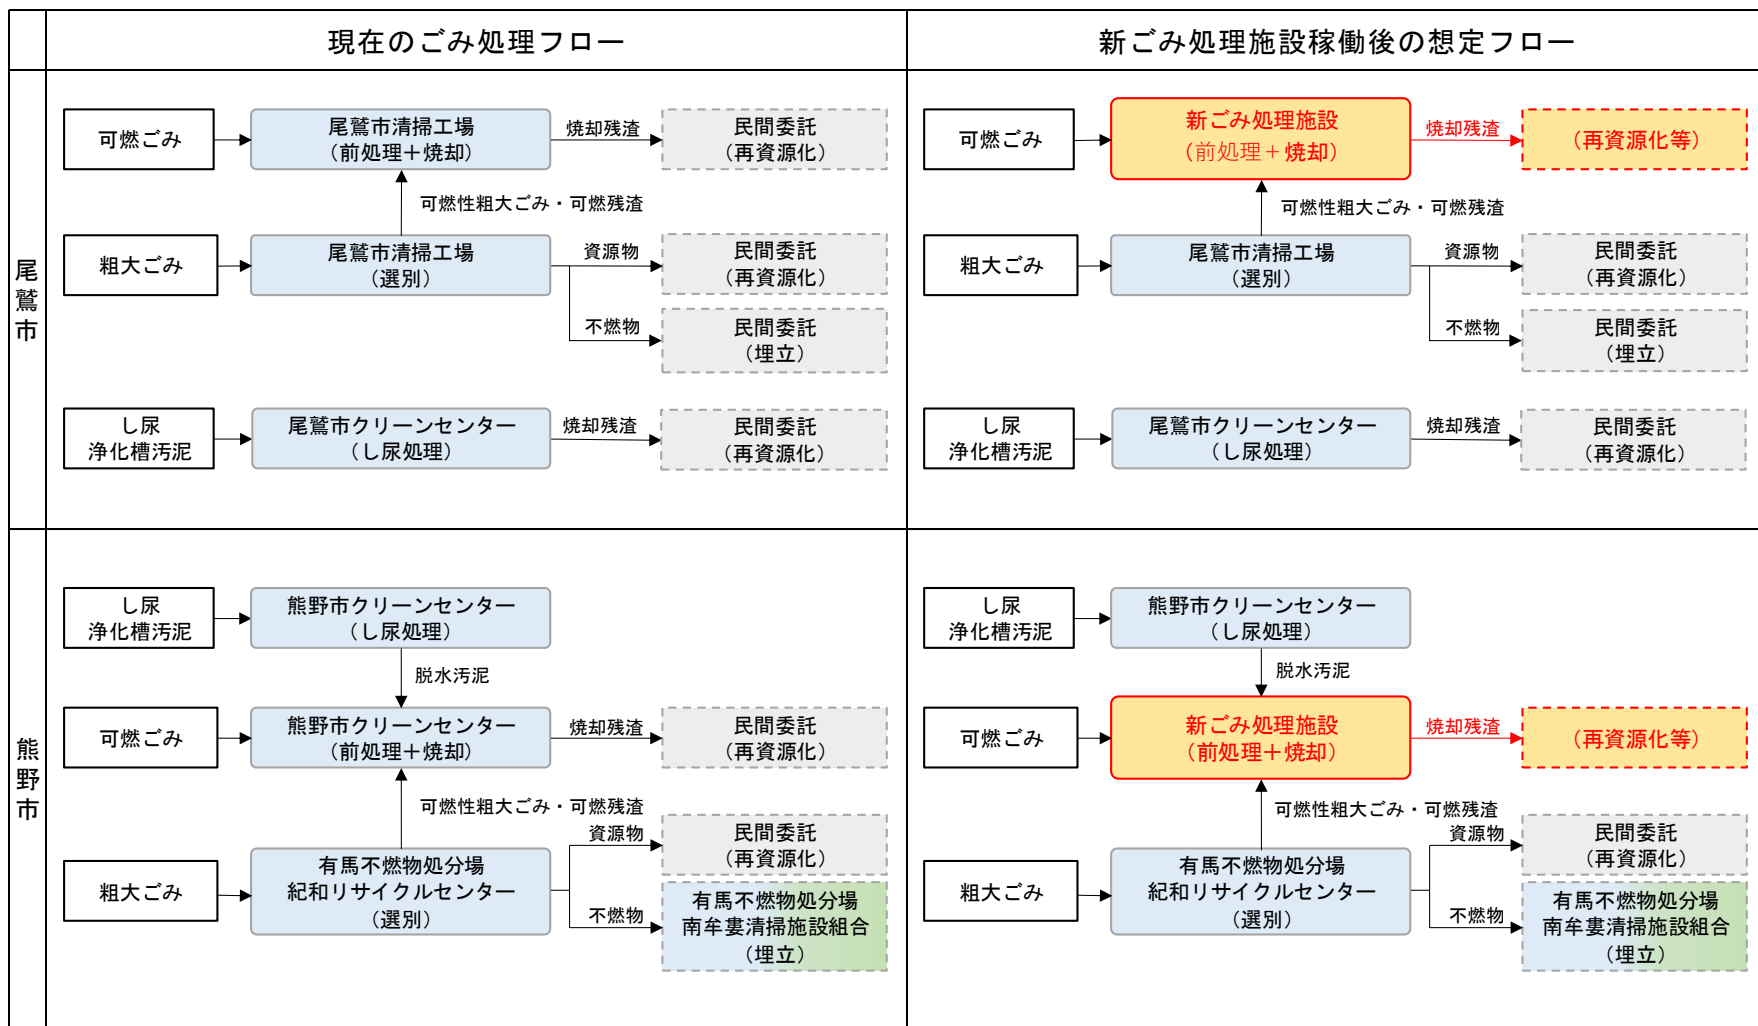 現在のごみ処理フロー
新ごみ処理施設稼働後の想定フロー
尾鷲市
可燃ごみ
尾鷲市清掃工場
（前処理＋焼却）
焼却残渣
民間委託
（再資源化）
可燃性粗大ごみ・可燃残渣
粗大ごみ
尾鷲市清掃工場
（選別）
資源物
民間委託
（再資源化）
不燃物
民間委託
（埋立）
し尿
浄化槽汚泥
尾鷲市クリーンセンター
（し尿処理）
焼却残渣
民間委託
（再資源化）
可燃ごみ
新ごみ処理施設
（前処理＋焼却）
焼却残渣
（再資源化等）
可燃性粗大ごみ・可燃残渣
粗大ごみ
尾鷲市清掃工場
（選別）
資源物
民間委託
（再資源化）
不燃物
民間委託
（埋立）
し尿
浄化槽汚泥
尾鷲市クリーンセンター
（し尿処理）
焼却残渣
民間委託
（再資源化）
熊野市
し尿
浄化槽汚泥
熊野市クリーンセンター
（し尿処理）
脱水汚泥
可燃ごみ
熊野市クリーンセンター
（前処理＋焼却）
焼却残渣
民間委託
（再資源化）
可燃性粗大ごみ・可燃残渣
粗大ごみ
有馬不燃物処分場
紀和リサイクルセンター
（選別）
資源物
民間委託
（再資源化）
不燃物
有馬不燃物処分場
南牟婁清掃施設組合
（埋立）
し尿
浄化槽汚泥
熊野市クリーンセンター
（し尿処理）
脱水汚泥
可燃ごみ
新ごみ処理施設
（前処理＋焼却）
焼却残渣
（再資源化等）
可燃性粗大ごみ・可燃残渣
粗大ごみ
有馬不燃物処分場
紀和リサイクルセンター
（選別）
資源物
民間委託
（再資源化）
不燃物
有馬不燃物処分場
南牟婁清掃施設組合
（埋立）